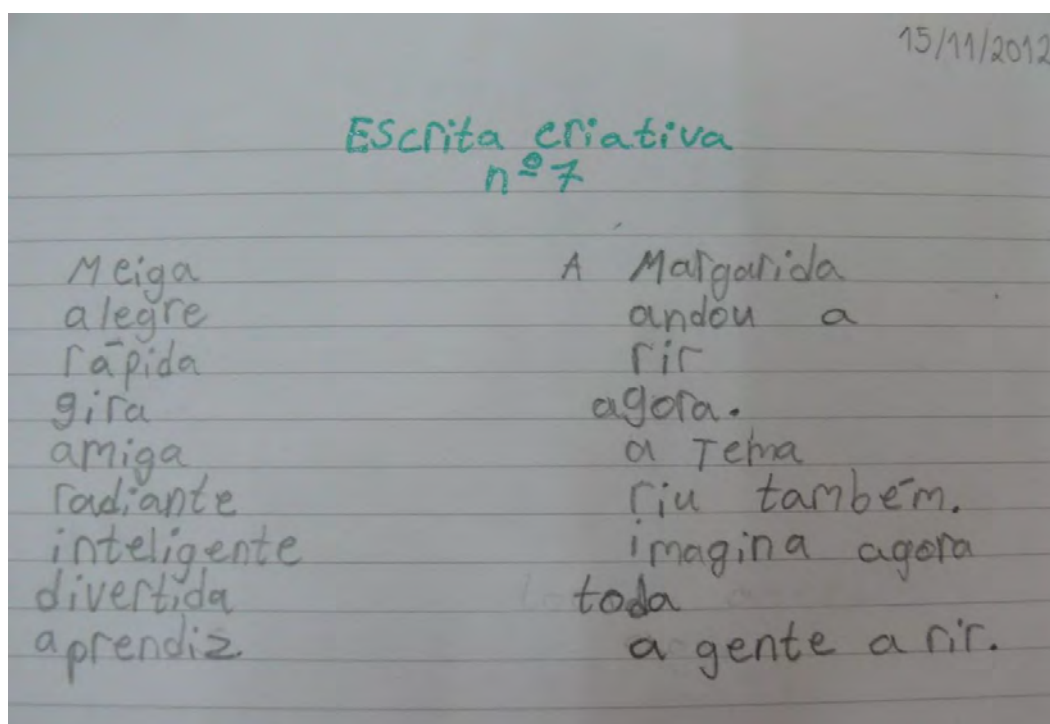 15/11/2012
Escrita criativa
nº7
Meiga
alegre
rápida
gira
amiga
radiante
inteligente
divertida
aprendiz.
A Margarida
andou a
rir
agora.
a Tema
riu também.
imagina agora
toda
a gente a rir.